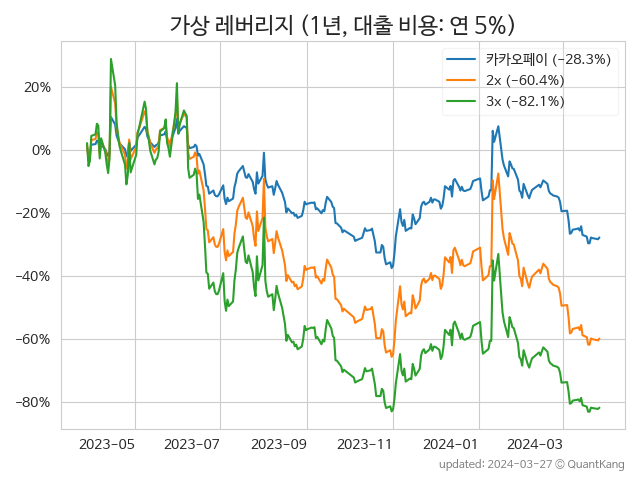 가상 레버리지 (1년, 대출 비용: 연 5%)
카카오페이 (−28.3%)
2x (−60.4%)
3x (−82.1%)
20%
0%
−20%
−40%
−60%
−80%
2023-05 2023-07 2023-09 2023-11 2024-01 2024-03
updated: 2024-03-27 © QuantKang